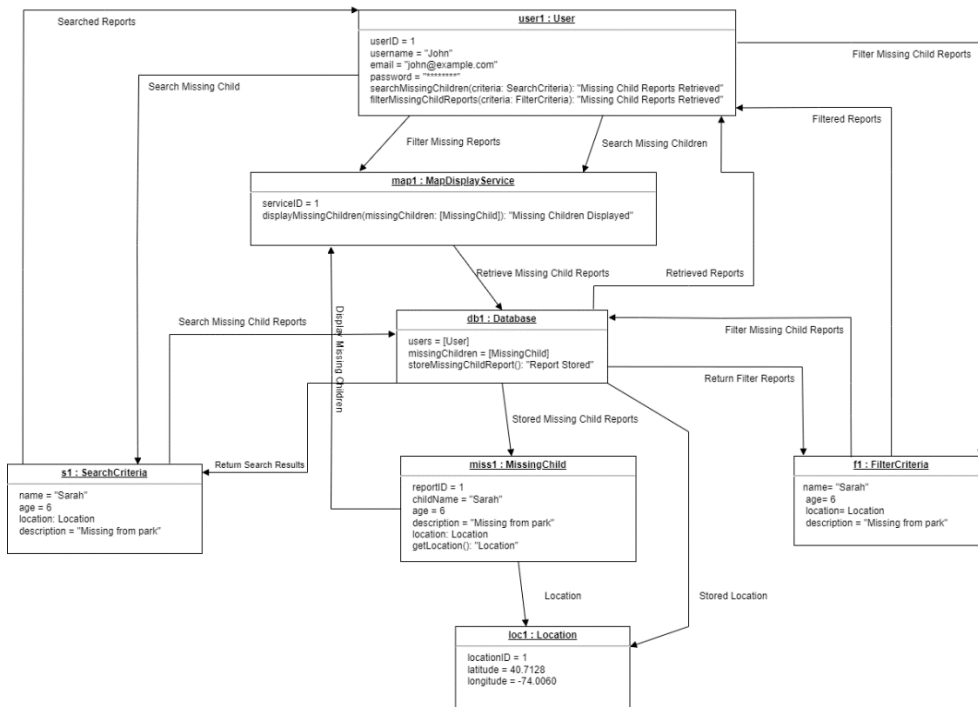 Searched Reports
user1 : User
userID = 1
username = "John"
email = "john@example.com"
password = "********"
searchMissingChildren(criteria: SearchCriteria): "Missing Child Reports Retrieved"
filterMissingChildReports(criteria: FilterCriteria): "Missing Child Reports Retrieved"
Filter Missing Child Reports
Search Missing Child
Filter Missing Reports
Search Missing Children
Filtered Reports
map1 : MapDisplayService
serviceID = 1
displayMissingChildren(missingChildren: [MissingChild]): "Missing Children Displayed"
Retrieve Missing Child Reports
Retrieved Reports
Search Missing Child Reports
Display Missing Children
db1 : Database
users = [User]
missingChildren = [MissingChild]
storeMissingChildReport(): "Report Stored"
Filter Missing Child Reports
Return Filter Reports
Stored Missing Child Reports
Return Search Results
s1 : SearchCriteria
name = "Sarah"
age = 6
location: Location
description = "Missing from park"
miss1 : MissingChild
reportID = 1
childName = "Sarah"
age = 6
description = "Missing from park"
location: Location
getLocation(): "Location"
f1 : FilterCriteria
name= "Sarah"
age= 6
location= Location
description = "Missing from park"
Location
Stored Location
loc1 : Location
locationID = 1
latitude = 40.7128
longitude = -74.0060